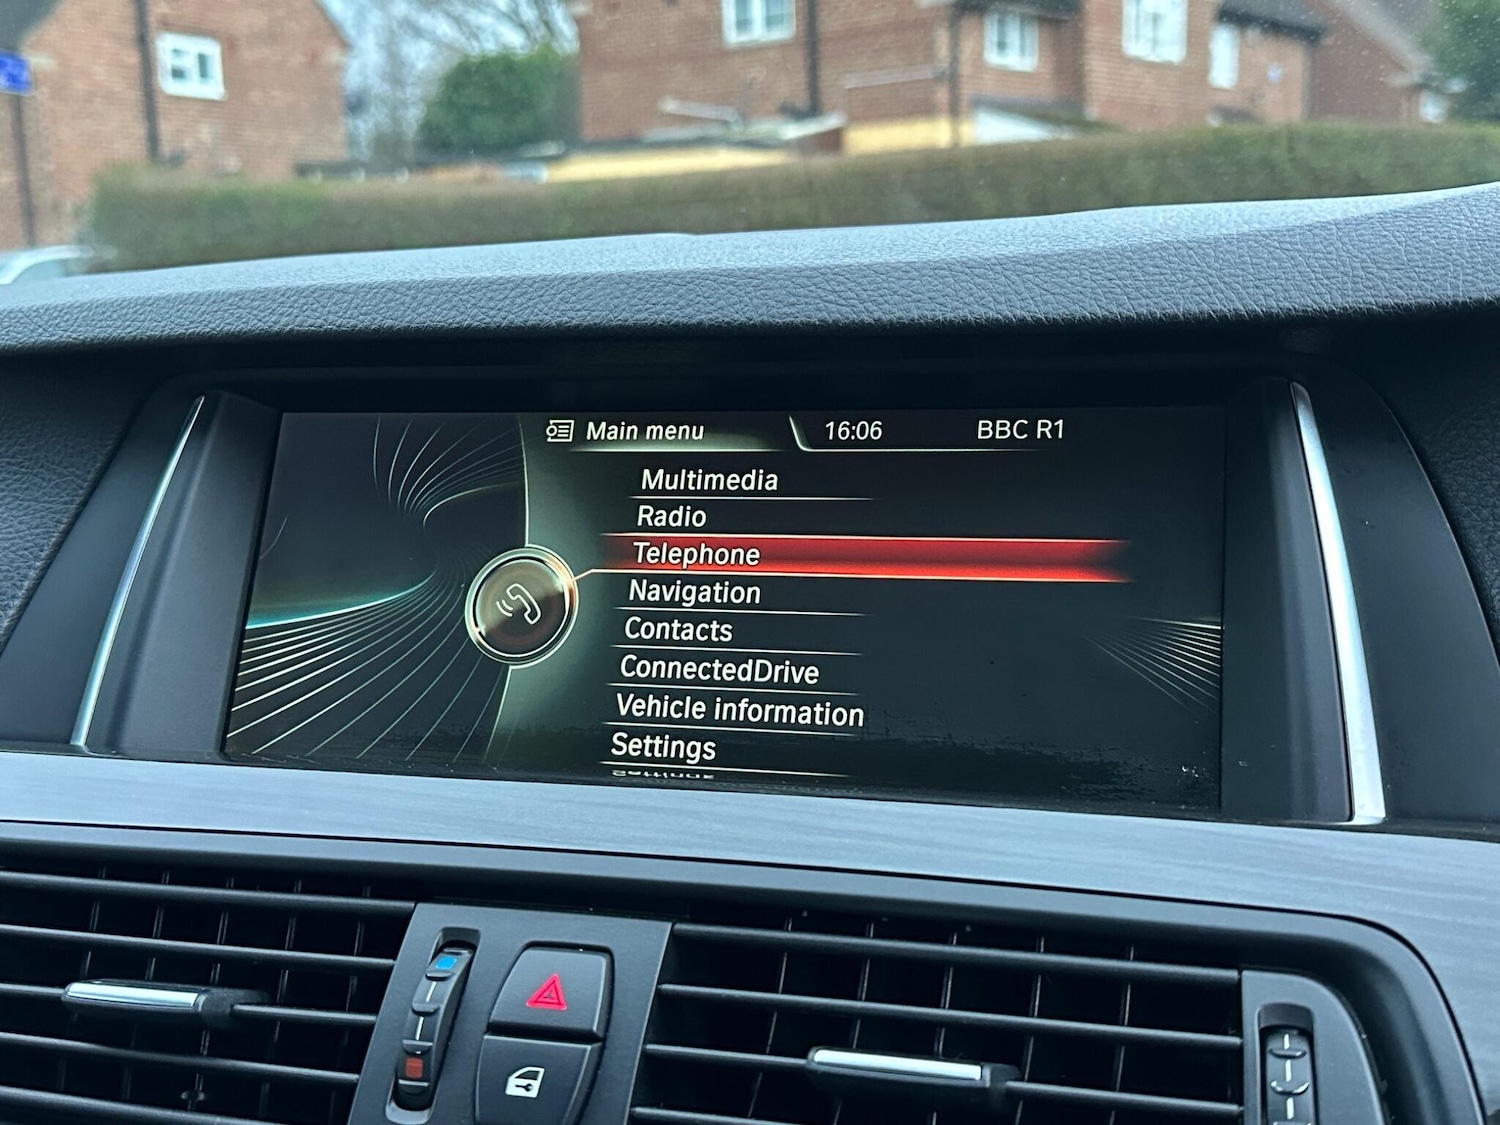 Main menu 16:06 BBC R1
Multimedia
Radio
Telephone
Navigation
Contacts
ConnectedDrive
Vehicle information
Settings